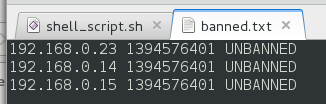 shell_script.sh banned.txt
192.168.0.23 1394576401 UNBANNED
192.168.0.14 1394576401 UNBANNED
192.168.0.15 1394576401 UNBANNED